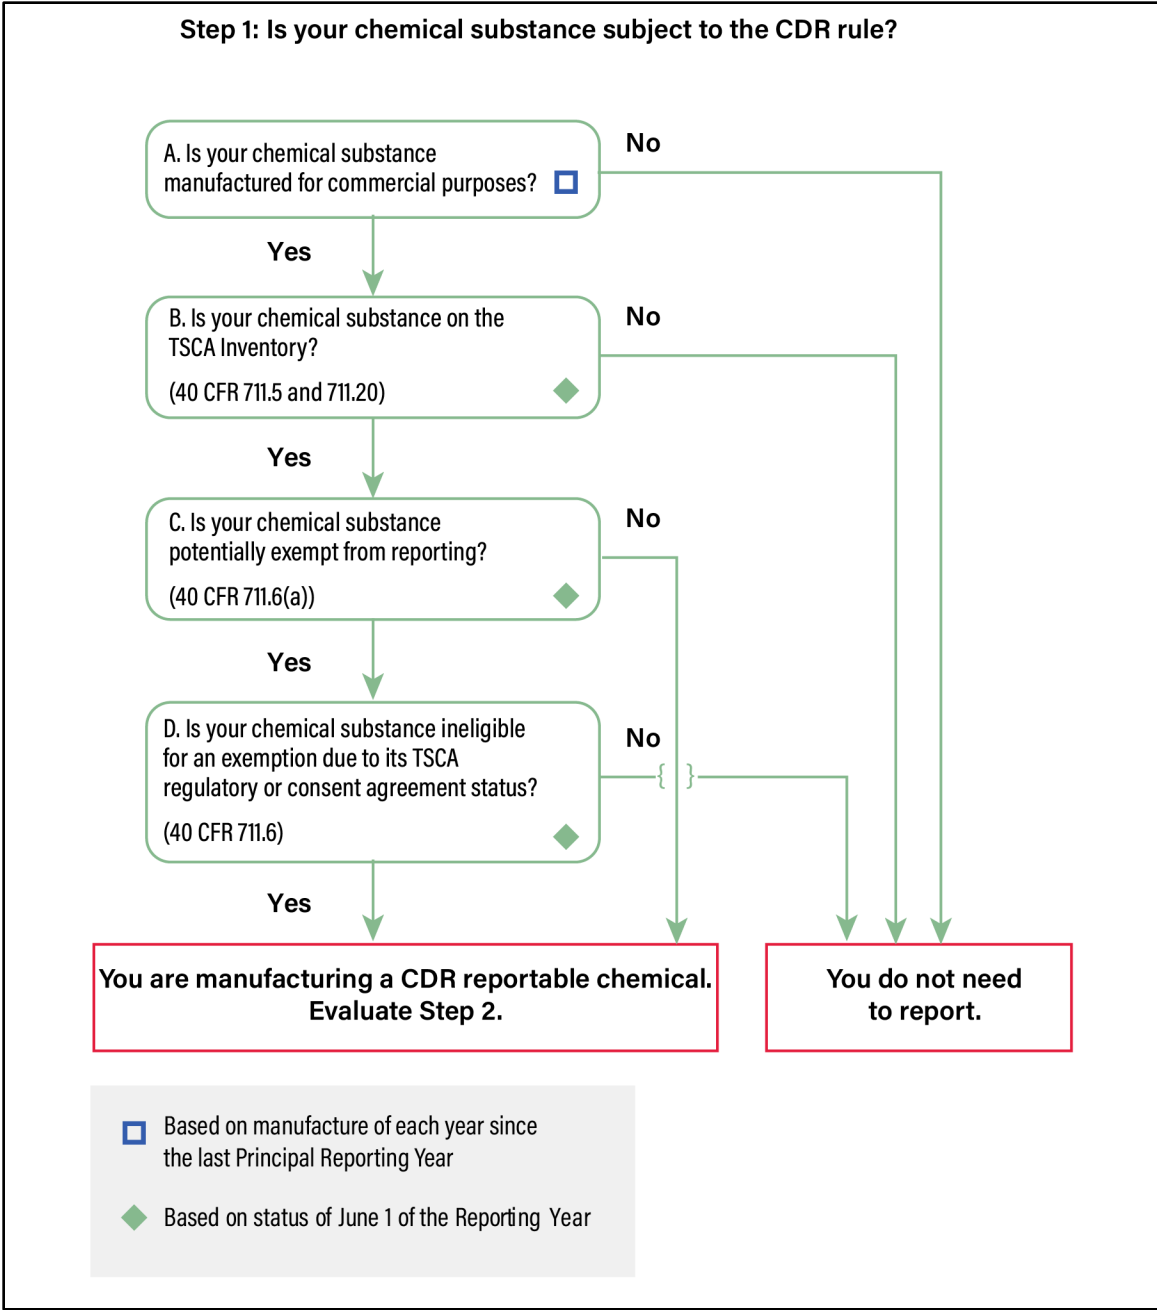 Step 1: Is your chemical substance subject to the CDR rule?
A. Is your chemical substance
manufactured for commercial purposes?
No
Yes
B. Is your chemical substance on the
TSCA Inventory?
(40 CFR 711.5 and 711.20)
No
Yes
C. Is your chemical substance
potentially exempt from reporting?
(40 CFR 711.6(a))
No
Yes
D. Is your chemical substance ineligible
for an exemption due to its TSCA
regulatory or consent agreement status?
(40 CFR 711.6)
No
{ }
Yes
You are manufacturing a CDR reportable chemical.
Evaluate Step 2.
You do not need
to report.
Based on manufacture of each year since
the last Principal Reporting Year
Based on status of June 1 of the Reporting Year